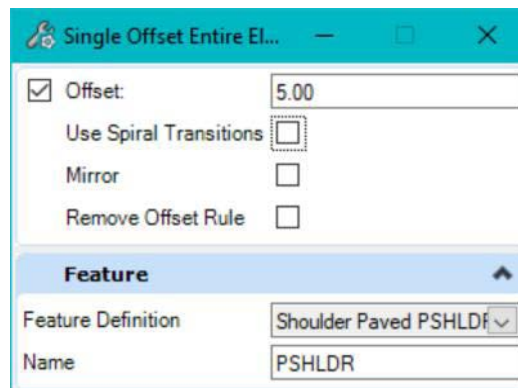 Single Offset Entire El...
Offset: 5.00
Use Spiral Transitions
Mirror
Remove Offset Rule
Feature
Feature Definition Shoulder Paved PSHLDR
Name PSHLDR